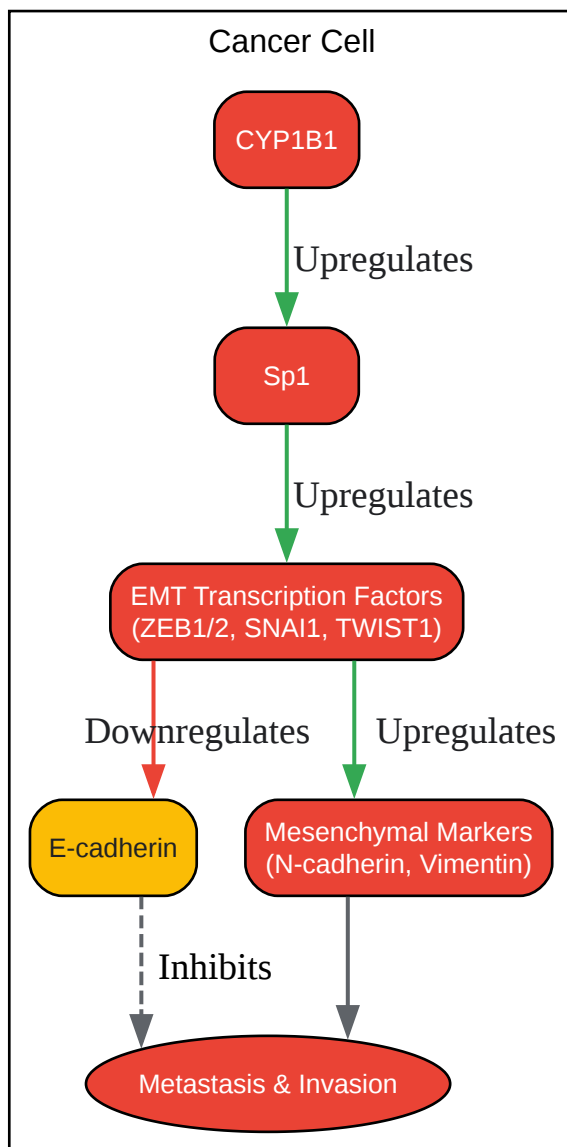 Cancer Cell
CYP1B1
Upregulates
Sp1
Upregulates
EMT Transcription Factors
(ZEB1/2, SNAI1, TWIST1)
Downregulates
Upregulates
E-cadherin
Mesenchymal Markers
(N-cadherin, Vimentin)
Inhibits
Metastasis & Invasion